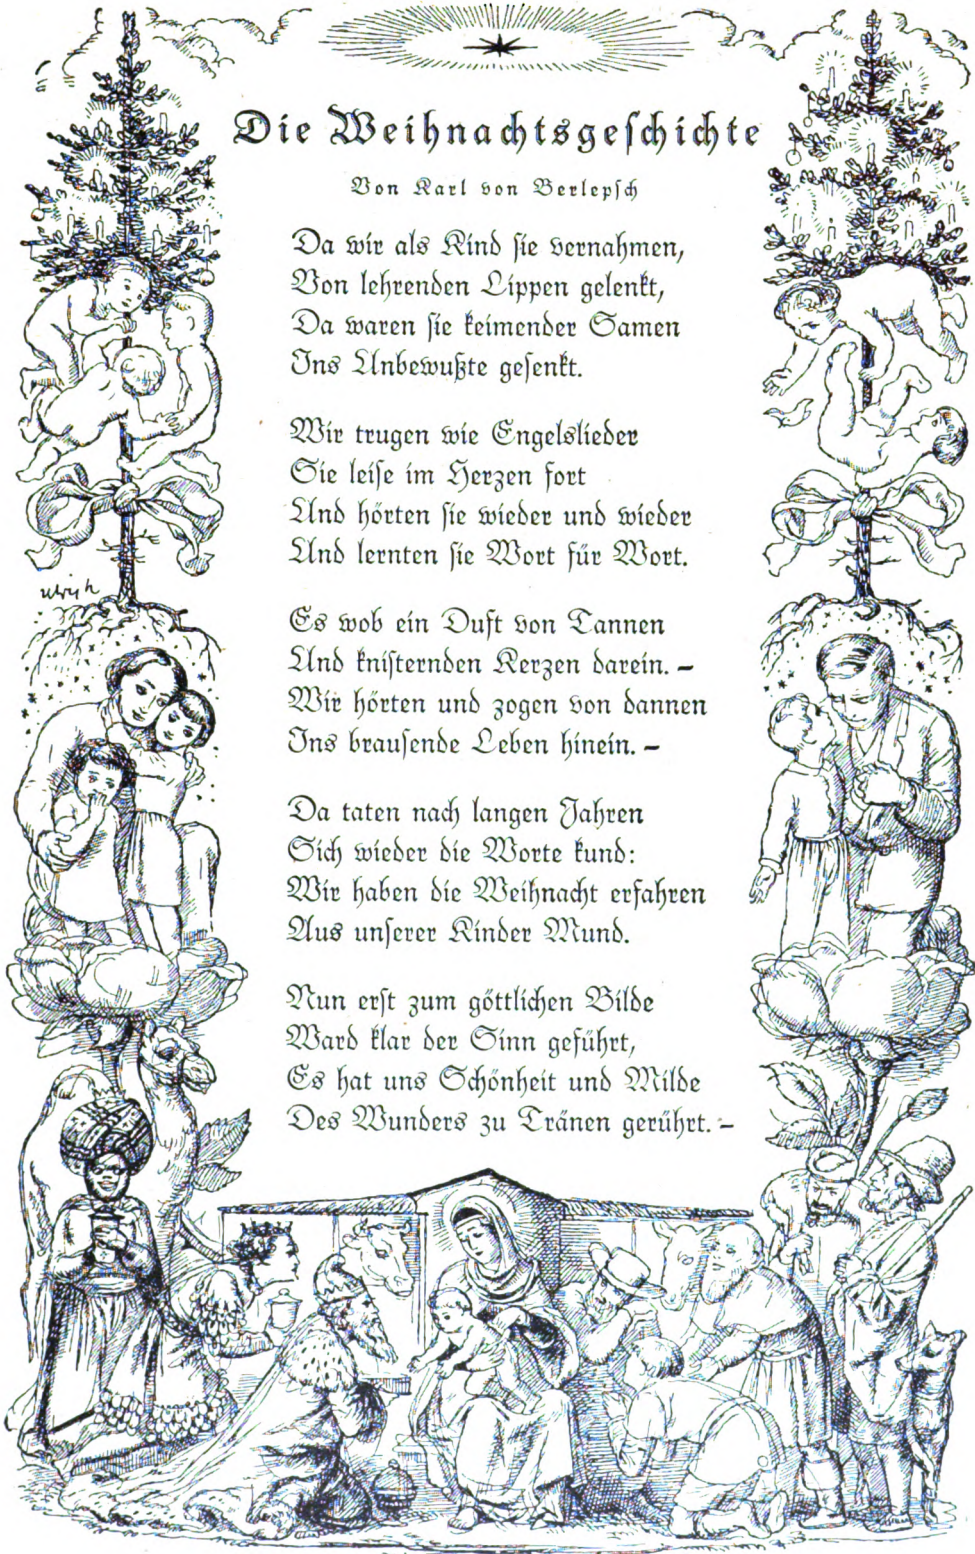 Die Weihnachtsgeschichte
Von Karl von Berlepsch
Da wir als Kind sie vernahmen,
Von lehrenden Lippen gelenkt,
Da waren sie keimender Samen
Ins Unbewußte gesenkt.
Wir trugen wie Engelslieder
Sie leise im Herzen fort
Und hörten sie wieder und wieder
Und lernten sie Wort für Wort.
Es wob ein Duft von Tannen
Und knisternden Kerzen darein. –
Wir hörten und zogen von dannen
Ins brausende Leben hinein. –
Da taten nach langen Jahren
Sich wieder die Worte kund:
Wir haben die Weihnacht erfahren
Aus unserer Kinder Mund.
Nun erst zum göttlichen Bilde
Ward klar der Sinn geführt,
Es hat uns Schönheit und Milde
Des Wunders zu Tränen gerührt. –